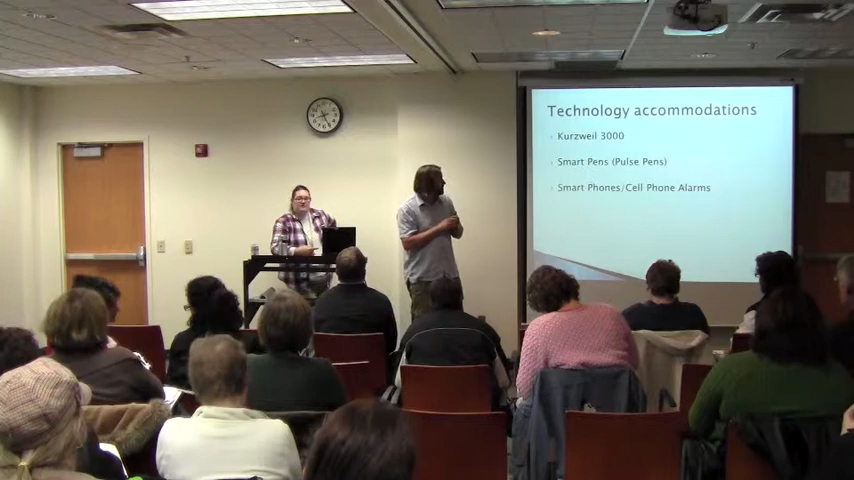 Technology accommodations
Kurzweil 3000
Smart Pens (Pulse Pens)
Smart Phones/Cell Phone Alarms